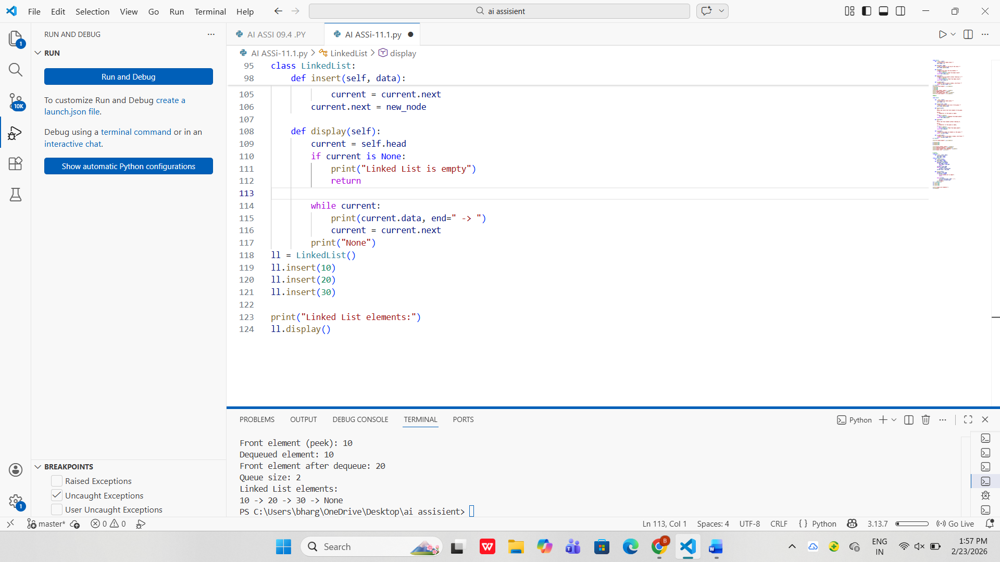 File Edit Selection View Go Run Terminal Help
ai assisient
RUN AND DEBUG
RUN
Run and Debug
To customize Run and Debug create a
launch.json file.
Debug using a terminal command or in an
interactive chat.
Show automatic Python configurations
1
10K
1
BREAKPOINTS
Raised Exceptions
Uncaught Exceptions
User Uncaught Exceptions
AI ASSI 09.4 .PY
AI ASSi-11.1.py
AI ASSi-11.1.py > LinkedList > display
95 class LinkedList:
98     def insert(self, data):
105             current = current.next
106         current.next = new_node
107
108     def display(self):
109         current = self.head
110         if current is None:
111             print("Linked List is empty")
112             return
113
114         while current:
115             print(current.data, end=" -> ")
116             current = current.next
117         print("None")
118 ll = LinkedList()
119 ll.insert(10)
120 ll.insert(20)
121 ll.insert(30)
122
123 print("Linked List elements:")
124 ll.display()
PROBLEMS OUTPUT DEBUG CONSOLE TERMINAL PORTS
Python
Front element (peek): 10
Dequeued element: 10
Front element after dequeue: 20
Queue size: 2
Linked List elements:
10 -> 20 -> 30 -> None
PS C:\Users\bharg\OneDrive\Desktop\ai assisient>
master* 0 0
Ln 113, Col 1 Spaces: 4 UTF-8 CRLF { } Python 3.13.7 Go Live
Search
B
ENG
IN
1:57 PM
2/23/2026